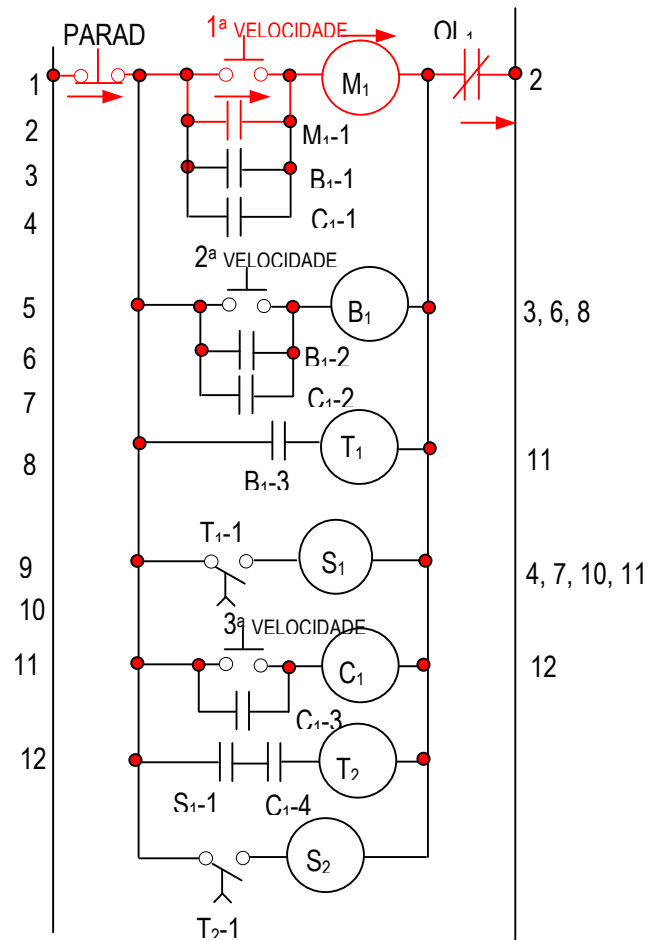 PARAD
1ª VELOCIDADE
OL1
1
M1
2
2
M1-1
3
B1-1
4
C1-1
2ª VELOCIDADE
5
B1
3, 6, 8
6
B1-2
7
C1-2
8
T1
11
B1-3
T1-1
9
S1
4, 7, 10, 11
10
3ª VELOCIDADE
11
C1
12
C1-3
12
T2
S1-1
C1-4
S2
T2-1